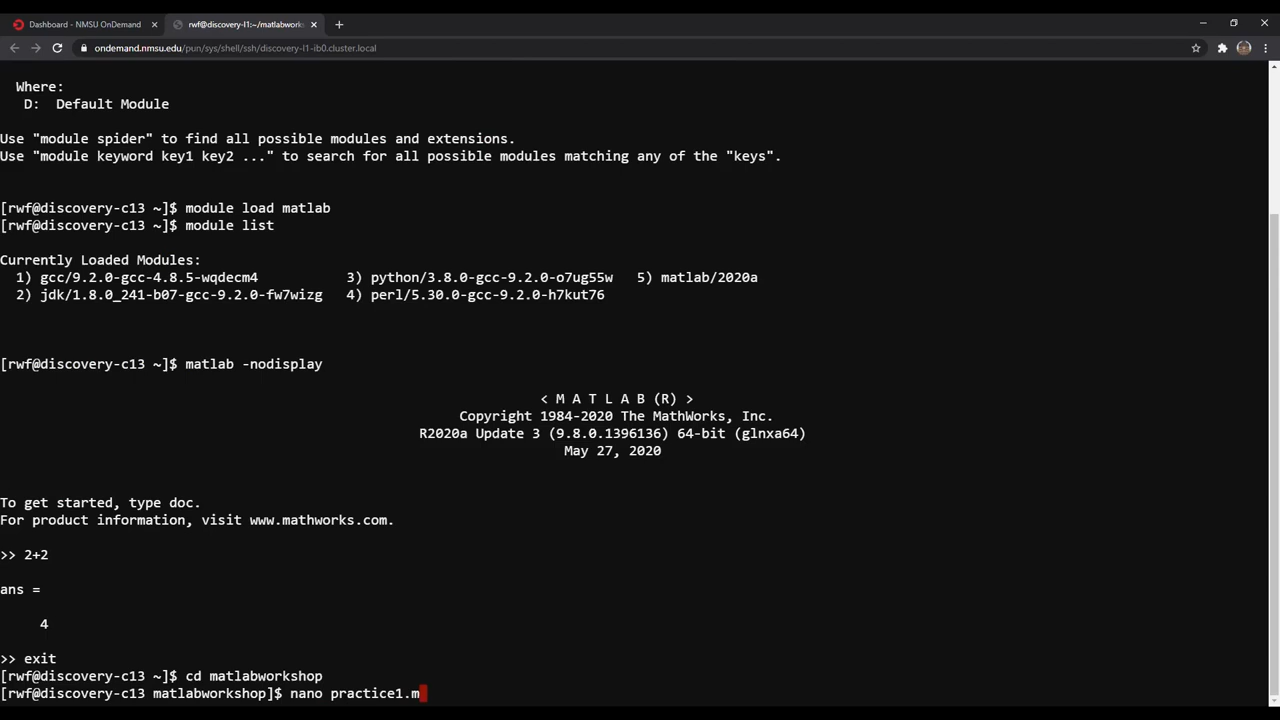 Dashboard - NMSU OnDemand
rwf@discovery-l1:~/matlabworks
ondemand.nmsu.edu/pun/sys/shell/ssh/discovery-l1-ib0.cluster.local
Where:
D: Default Module
Use "module spider" to find all possible modules and extensions.
Use "module keyword key1 key2 ..." to search for all possible modules matching any of the "keys".
[rwf@discovery-c13 ~]$ module load matlab
[rwf@discovery-c13 ~]$ module list
Currently Loaded Modules:
1) gcc/9.2.0-gcc-4.8.5-wqdecm4 3) python/3.8.0-gcc-9.2.0-o7ug55w 5) matlab/2020a
2) jdk/1.8.0_241-b07-gcc-9.2.0-fw7wizg 4) perl/5.30.0-gcc-9.2.0-h7kut76
[rwf@discovery-c13 ~]$ matlab -nodisplay
< M A T L A B (R) >
Copyright 1984-2020 The MathWorks, Inc.
R2020a Update 3 (9.8.0.1396136) 64-bit (glnxa64)
May 27, 2020
To get started, type doc.
For product information, visit www.mathworks.com.
>> 2+2
ans =
4
>> exit
[rwf@discovery-c13 ~]$ cd matlabworkshop
[rwf@discovery-c13 matlabworkshop]$ nano practice1.m